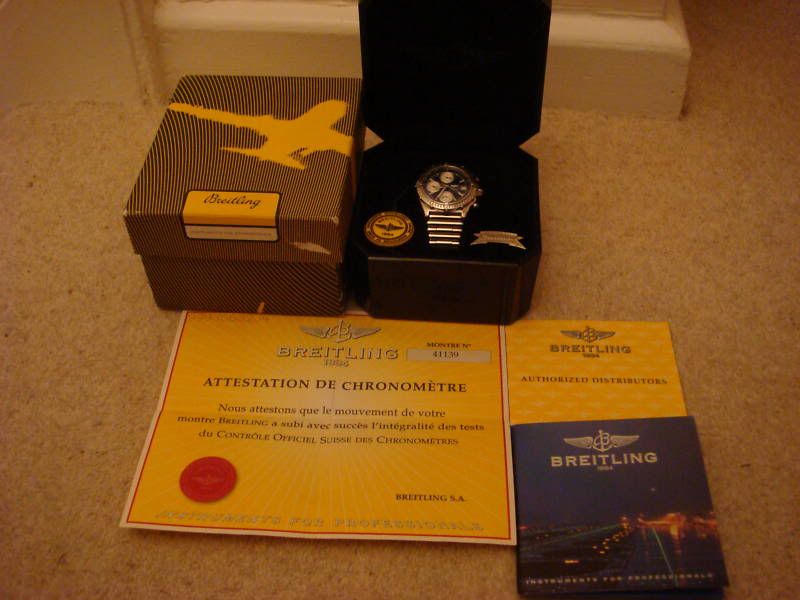 Breitling
BREITLING
1884
MONTRE N°
41139
ATTESTATION DE CHRONOMÈTRE
Nous attestons que le mouvement de votre
montre BREITLING a subi avec succès l'intégralité des tests
du CONTRÔLE OFFICIEL SUISSE DES CHRONOMÈTRES
BREITLING S.A.
INSTRUMENTS FOR PROFESSIONALS
BREITLING
1884
AUTHORIZED DISTRIBUTORS
BREITLING
1884
INSTRUMENTS FOR PROFESSIONALS